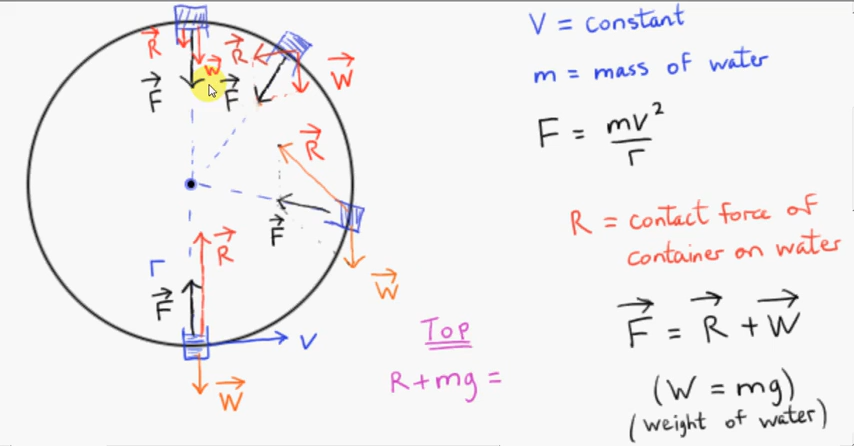 R⃗
W⃗
F⃗
R⃗
F⃗
W⃗
R⃗
F⃗
W⃗
R⃗
r
F⃗
V
W⃗
V = constant
m = mass of water
F = mv²/r
R = contact force of
container on water
F⃗ = R⃗ + W⃗
(W = mg)
(weight of water)
Top
R + mg =